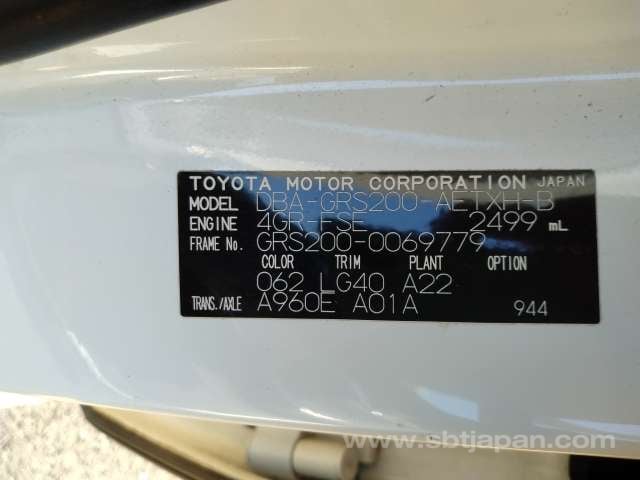 TOYOTA MOTOR CORPORATION JAPAN
MODEL DBA-GRS200-AETXH-B
ENGINE 4GR-FSE 2499 mL
FRAME No. GRS200-0069779
COLOR TRIM PLANT OPTION
062 LG40 A22
TRANS./AXLE A960E A01A 944
www.sbtjapan.com